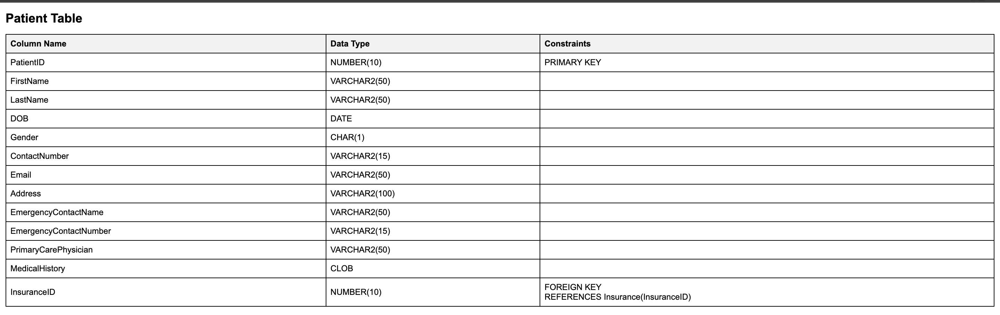 Patient Table
Column Name Data Type Constraints
PatientID NUMBER(10) PRIMARY KEY
FirstName VARCHAR2(50)
LastName VARCHAR2(50)
DOB DATE
Gender CHAR(1)
ContactNumber VARCHAR2(15)
Email VARCHAR2(50)
Address VARCHAR2(100)
EmergencyContactName VARCHAR2(50)
EmergencyContactNumber VARCHAR2(15)
PrimaryCarePhysician VARCHAR2(50)
MedicalHistory CLOB
InsuranceID NUMBER(10) FOREIGN KEY
REFERENCES Insurance(InsuranceID)